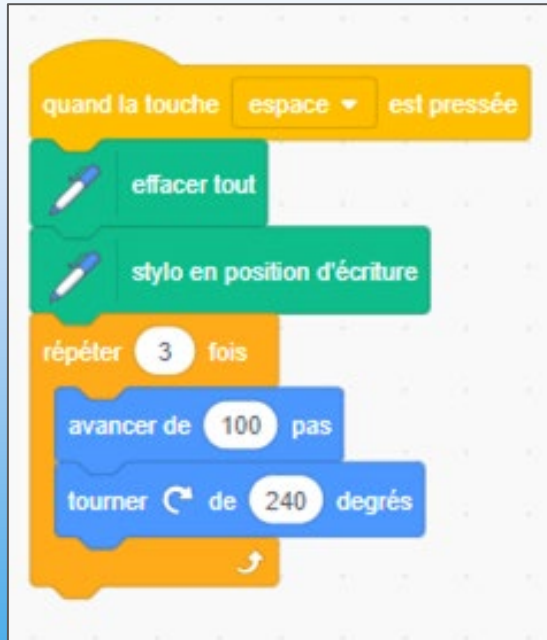 quand la touche espace est pressée
effacer tout
stylo en position d'écriture
répéter 3 fois
avancer de 100 pas
tourner de 240 degrés